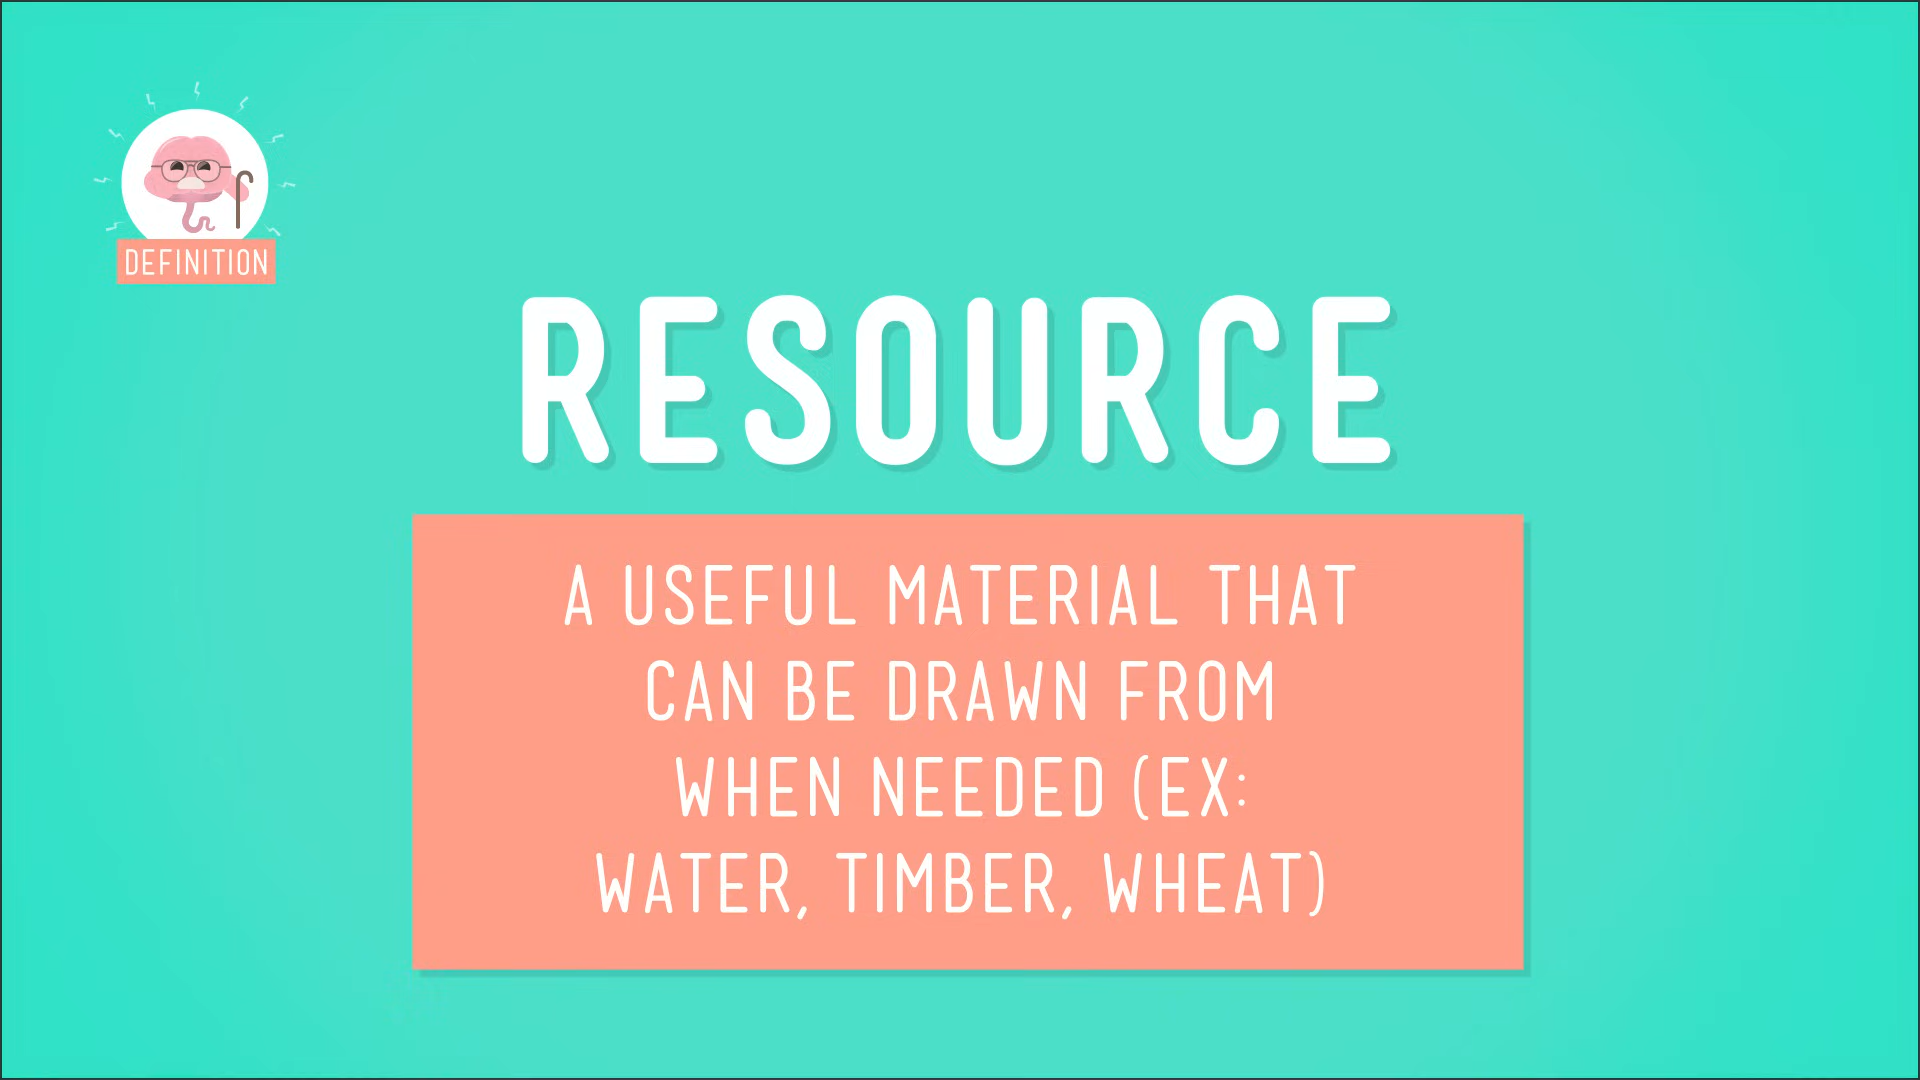 DEFINITION
RESOURCE
A USEFUL MATERIAL THAT
CAN BE DRAWN FROM
WHEN NEEDED (EX:
WATER, TIMBER, WHEAT)